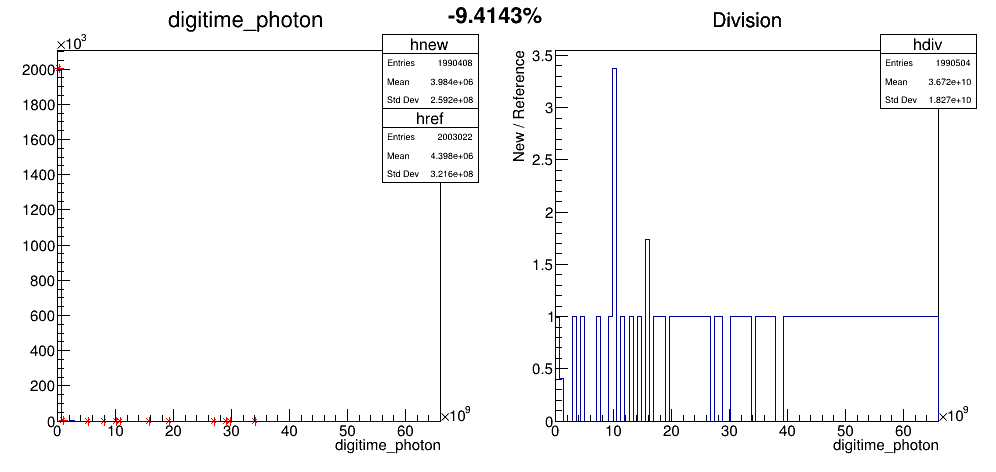 digitime_photon
-9.4143%
Division
×10³
hnew
Entries 1990408
Mean 3.984e+06
Std Dev 2.592e+08
href
Entries 2003022
Mean 4.398e+06
Std Dev 3.216e+08
2000
1800
1600
1400
1200
1000
800
600
400
200
0
0 10 20 30 40 50 60
×10⁹
digitime_photon
hdiv
Entries 1990504
Mean 3.672e+10
Std Dev 1.827e+10
New / Reference
3.5
3
2.5
2
1.5
1
0.5
0
0 10 20 30 40 50 60
×10⁹
digitime_photon